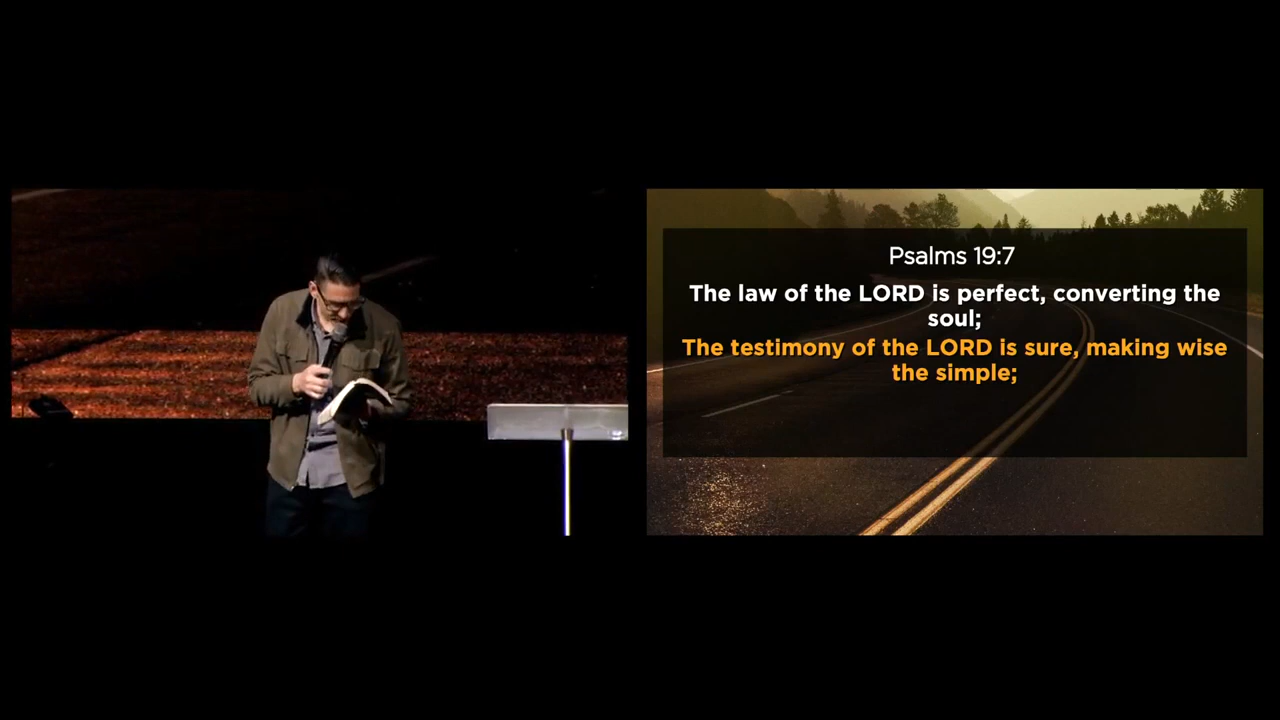 Psalms 19:7
The law of the LORD is perfect, converting the
soul;
The testimony of the LORD is sure, making wise
the simple;